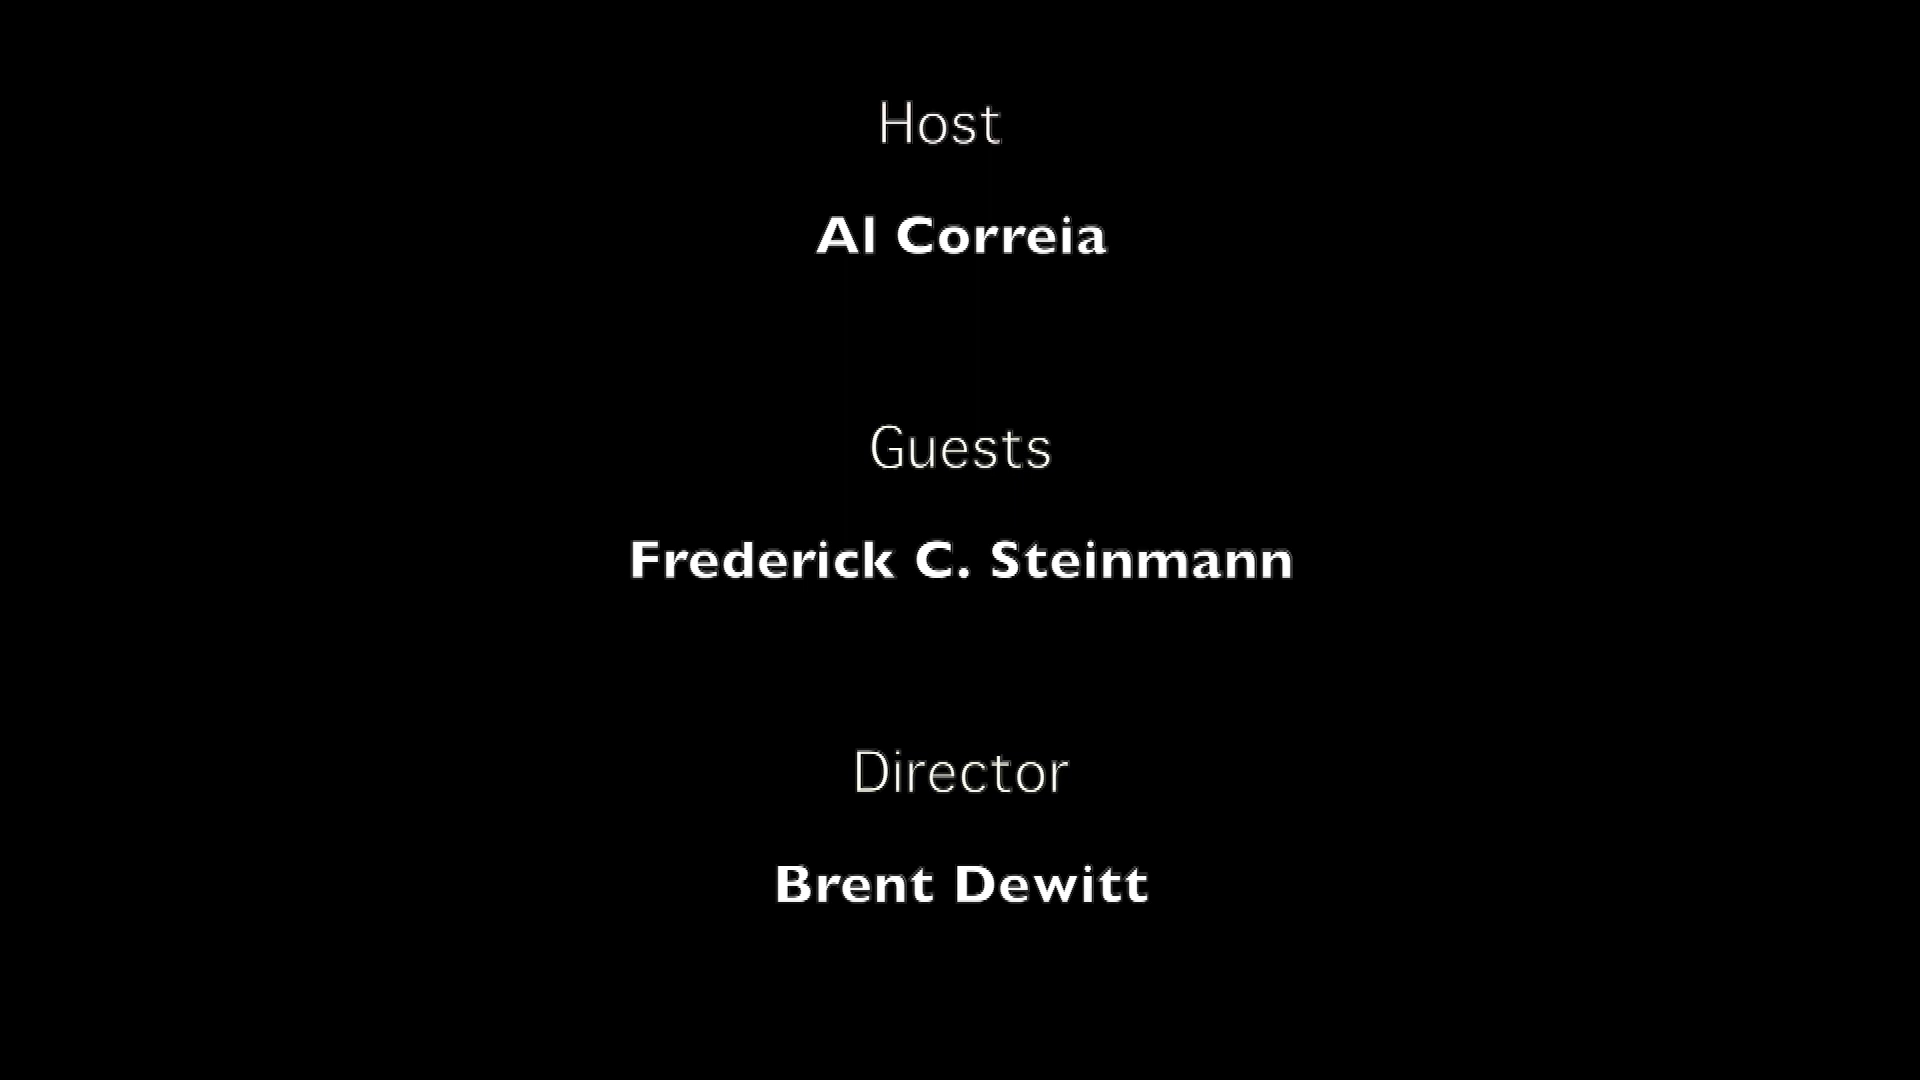 Host
Al Correia
Guests
Frederick C. Steinmann
Director
Brent Dewitt